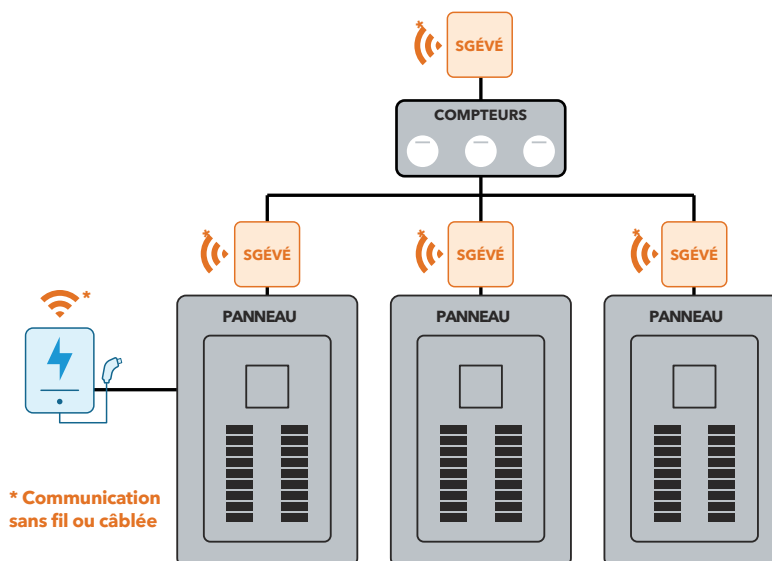 SGÉVÉ
COMPTEURS
SGÉVÉ
SGÉVÉ
SGÉVÉ
PANNEAU
PANNEAU
PANNEAU
* Communication
sans fil ou câblée